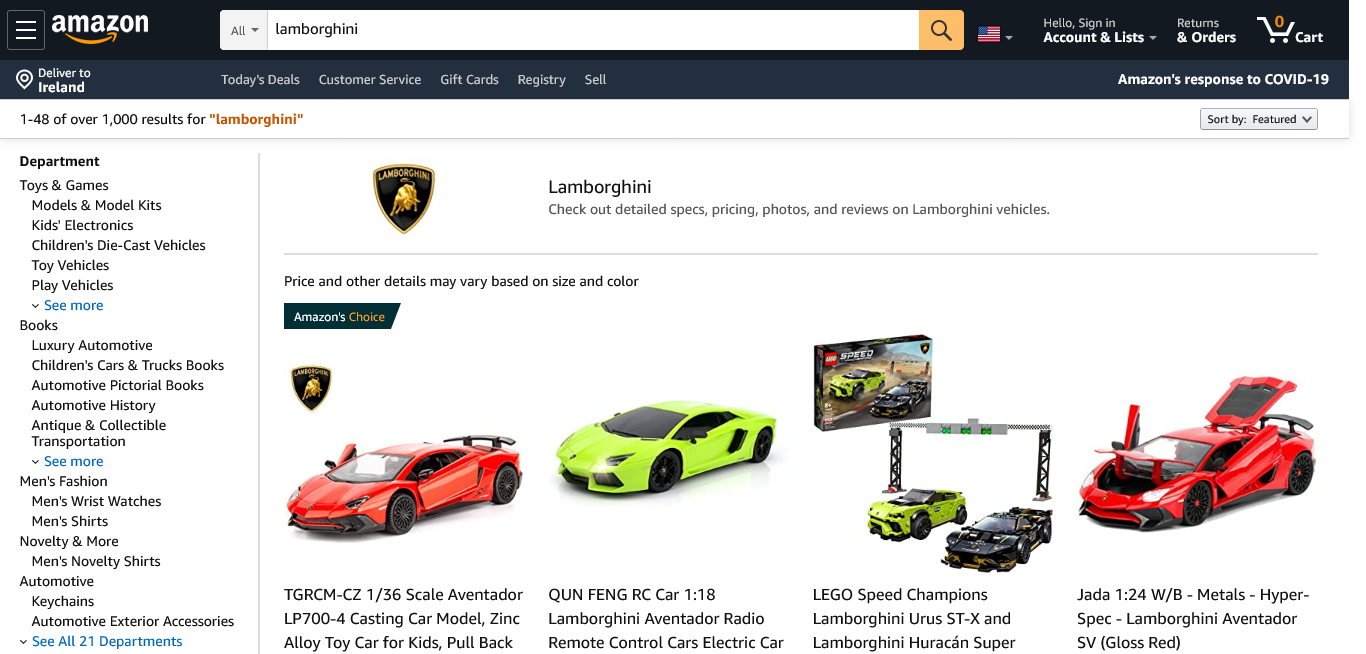 amazon
All
lamborghini
Hello, Sign in
Account & Lists
Returns
& Orders
0
Cart
Deliver to
Ireland
Today's Deals
Customer Service
Gift Cards
Registry
Sell
Amazon's response to COVID-19
1-48 of over 1,000 results for "lamborghini"
Sort by: Featured
Department
Toys & Games
Models & Model Kits
Kids' Electronics
Children's Die-Cast Vehicles
Toy Vehicles
Play Vehicles
See more
Books
Luxury Automotive
Children's Cars & Trucks Books
Automotive Pictorial Books
Automotive History
Antique & Collectible
Transportation
See more
Men's Fashion
Men's Wrist Watches
Men's Shirts
Novelty & More
Men's Novelty Shirts
Automotive
Keychains
Automotive Exterior Accessories
See All 21 Departments
LAMBORGHINI
Lamborghini
Check out detailed specs, pricing, photos, and reviews on Lamborghini vehicles.
Price and other details may vary based on size and color
Amazon's Choice
LAMBORGHINI
TGRCM-CZ 1/36 Scale Aventador
LP700-4 Casting Car Model, Zinc
Alloy Toy Car for Kids, Pull Back
QUN FENG RC Car 1:18
Lamborghini Aventador Radio
Remote Control Cars Electric Car
LEGO SPEED
LEGO Speed Champions
Lamborghini Urus ST-X and
Lamborghini Huracán Super
Jada 1:24 W/B - Metals - Hyper-
Spec - Lamborghini Aventador
SV (Gloss Red)